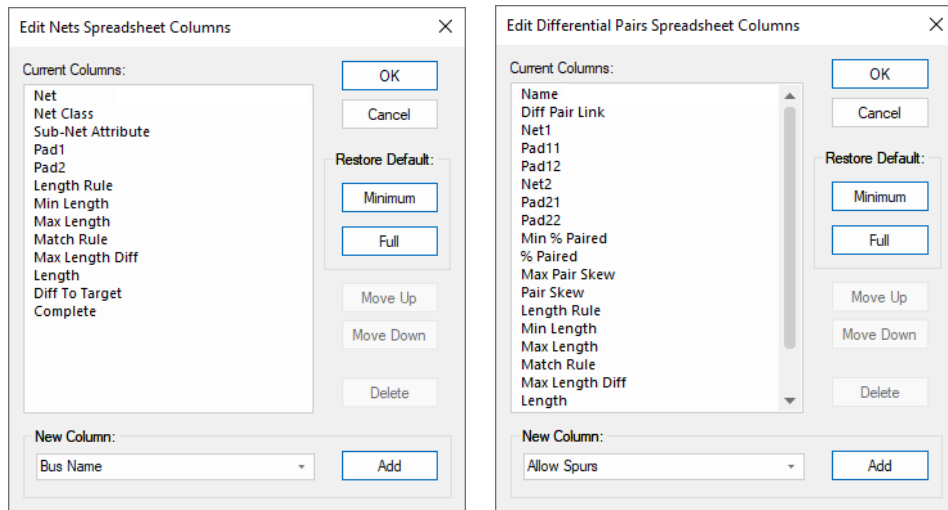 Edit Nets Spreadsheet Columns
Current Columns:
Net
Net Class
Sub-Net Attribute
Pad1
Pad2
Length Rule
Min Length
Max Length
Match Rule
Max Length Diff
Length
Diff To Target
Complete
OK
Cancel
Restore Default:
Minimum
Full
Move Up
Move Down
Delete
New Column:
Bus Name
Add
Edit Differential Pairs Spreadsheet Columns
Current Columns:
Name
Diff Pair Link
Net1
Pad11
Pad12
Net2
Pad21
Pad22
Min % Paired
% Paired
Max Pair Skew
Pair Skew
Length Rule
Min Length
Max Length
Match Rule
Max Length Diff
Length
OK
Cancel
Restore Default:
Minimum
Full
Move Up
Move Down
Delete
New Column:
Allow Spurs
Add